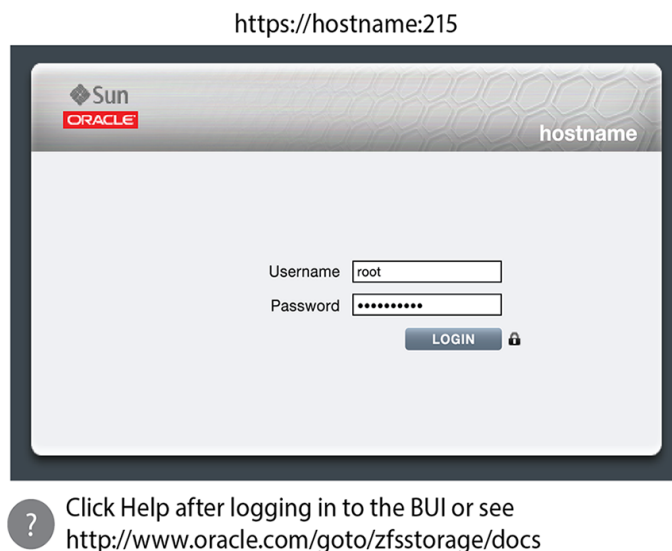 https://hostname:215
Sun
ORACLE
hostname
Username root
Password ••••••••••
LOGIN
? Click Help after logging in to the BUI or see
http://www.oracle.com/goto/zfsstorage/docs